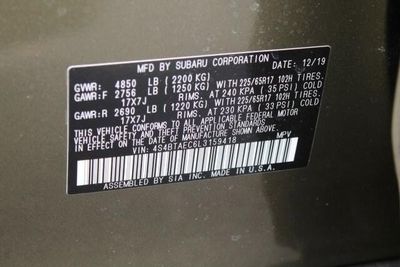 MFD BY SUBARU CORPORATION DATE: 12/19
GVWR: 4850 LB (2200 KG)
GAWR:F 2756 LB (1250 KG) WITH 225/65R17 102H TIRES.
17X7J RIMS. AT 240 KPA (35 PSI) COLD
GAWR:R 2690 LB (1220 KG) WITH 225/65R17 102H TIRES.
17X7J RIMS. AT 230 KPA (33 PSI) COLD
THIS VEHICLE CONFORMS TO ALL APPLICABLE FEDERAL MOTOR
VEHICLE SAFETY AND THEFT PREVENTION STANDARDS
IN EFFECT ON THE DATE OF MANUFACTURE SHOWN ABOVE.
VIN: 4S4BTAEC6L3159418 MPV
ASSEMBLED BY SIA INC. MADE IN U.S.A.